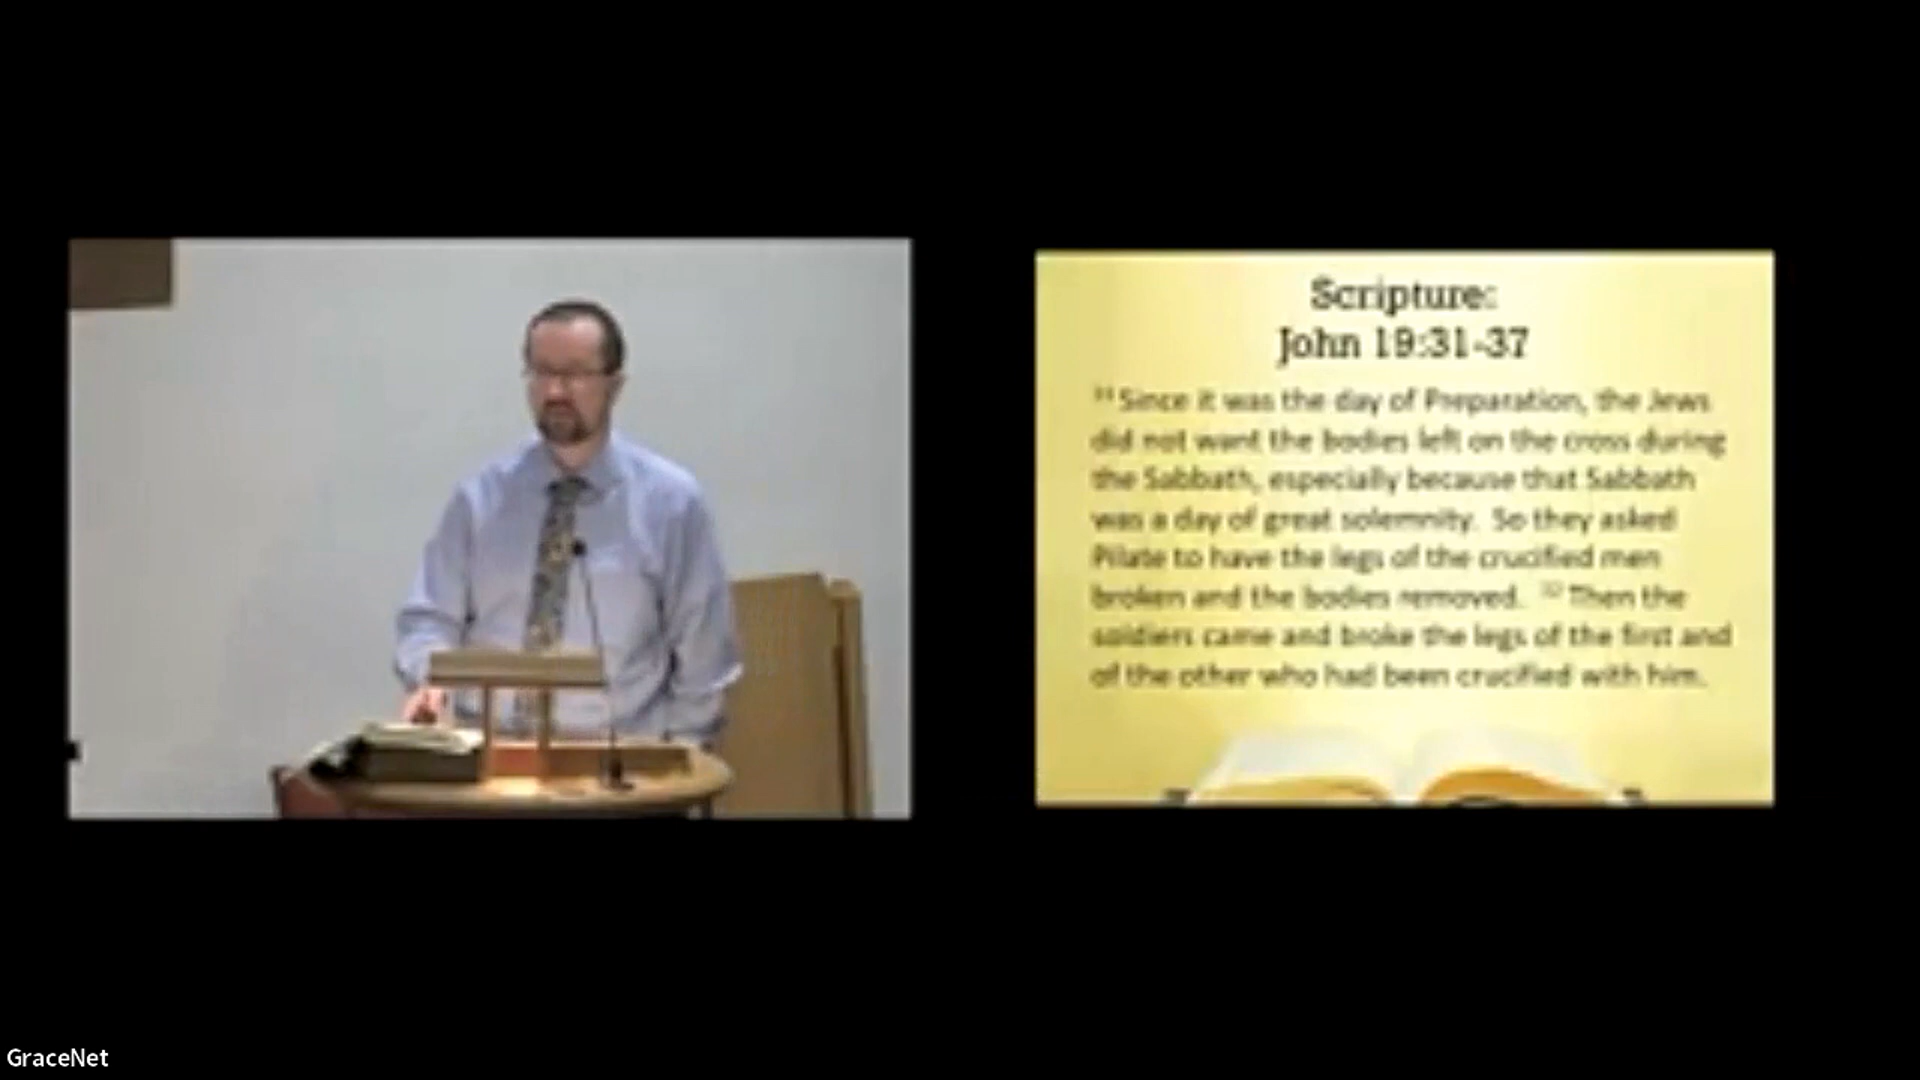 Scripture:
John 19:31-37
31 Since it was the day of Preparation, the Jews
did not want the bodies left on the cross during
the Sabbath, especially because that Sabbath
was a day of great solemnity. So they asked
Pilate to have the legs of the crucified men
broken and the bodies removed. 32 Then the
soldiers came and broke the legs of the first and
of the other who had been crucified with him.
GraceNet